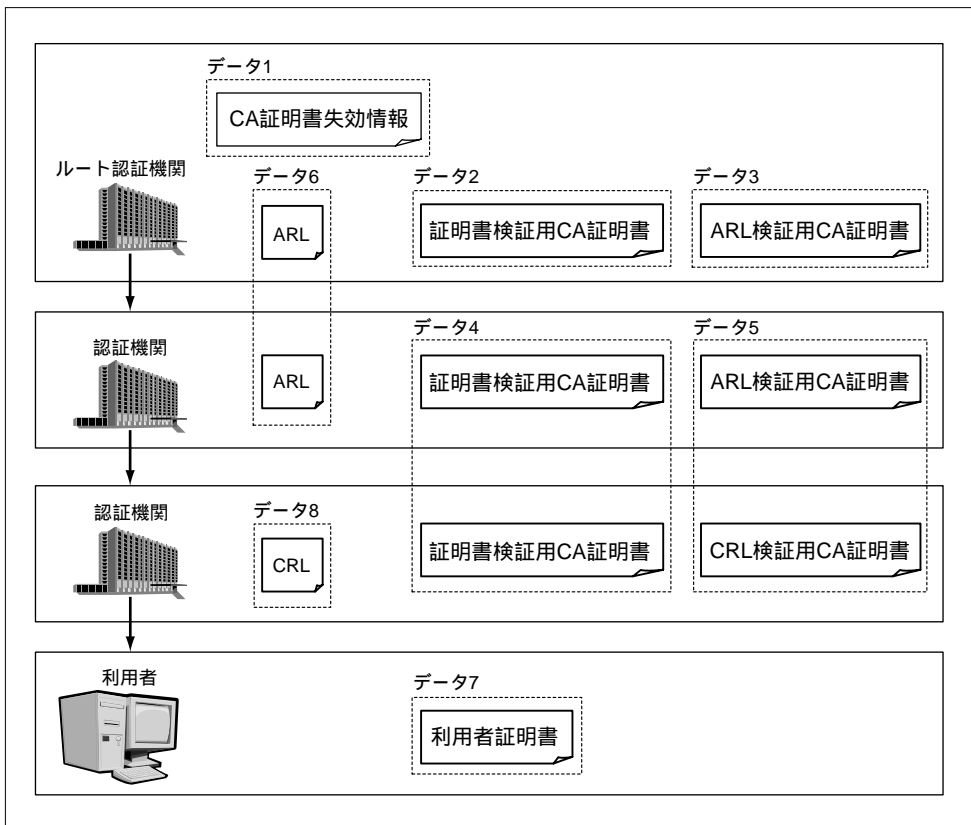 データ1
CA証明書失効情報
ルート認証機関
データ6
データ2
データ3
ARL
証明書検証用CA証明書
ARL検証用CA証明書
データ4
データ5
認証機関
ARL
証明書検証用CA証明書
ARL検証用CA証明書
認証機関
データ8
CRL
証明書検証用CA証明書
CRL検証用CA証明書
利用者
データ7
利用者証明書